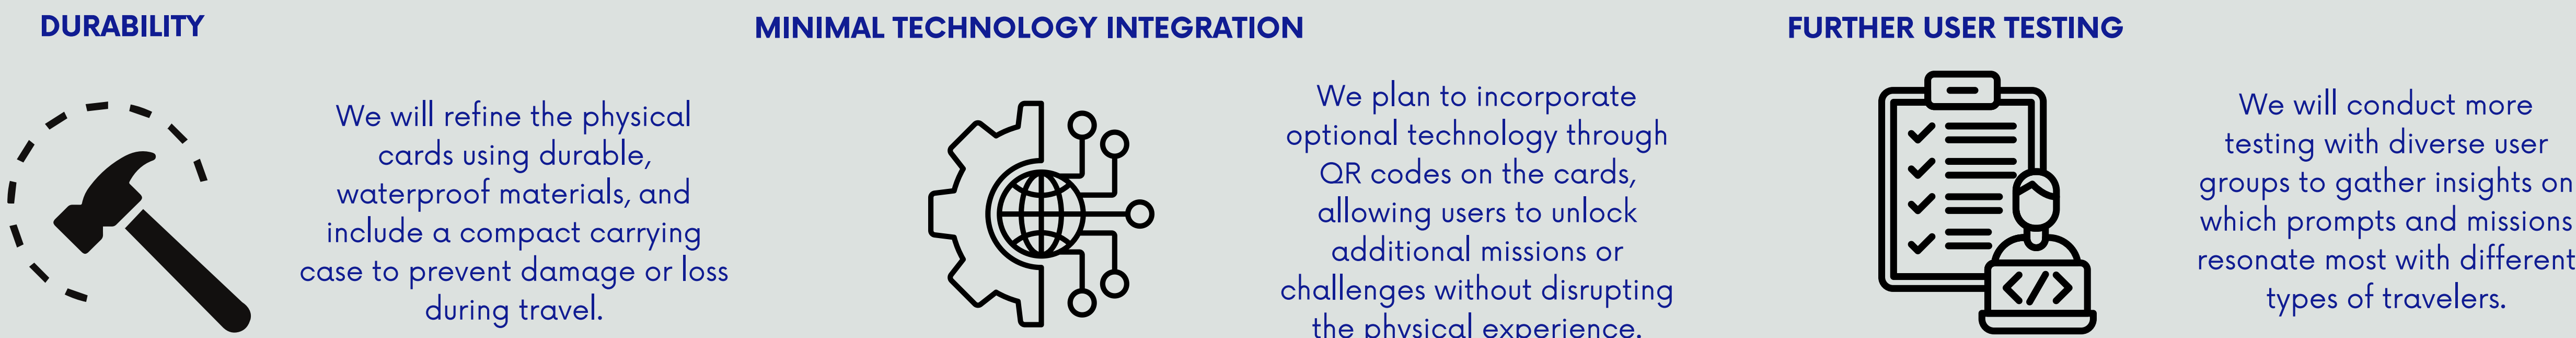 DURABILITY
We will refine the physical
cards using durable,
waterproof materials, and
include a compact carrying
case to prevent damage or loss
during travel.
MINIMAL TECHNOLOGY INTEGRATION
We plan to incorporate
optional technology through
QR codes on the cards,
allowing users to unlock
additional missions or
challenges without disrupting
the physical experience.
FURTHER USER TESTING
We will conduct more
testing with diverse user
groups to gather insights on
which prompts and missions
resonate most with different
types of travelers.